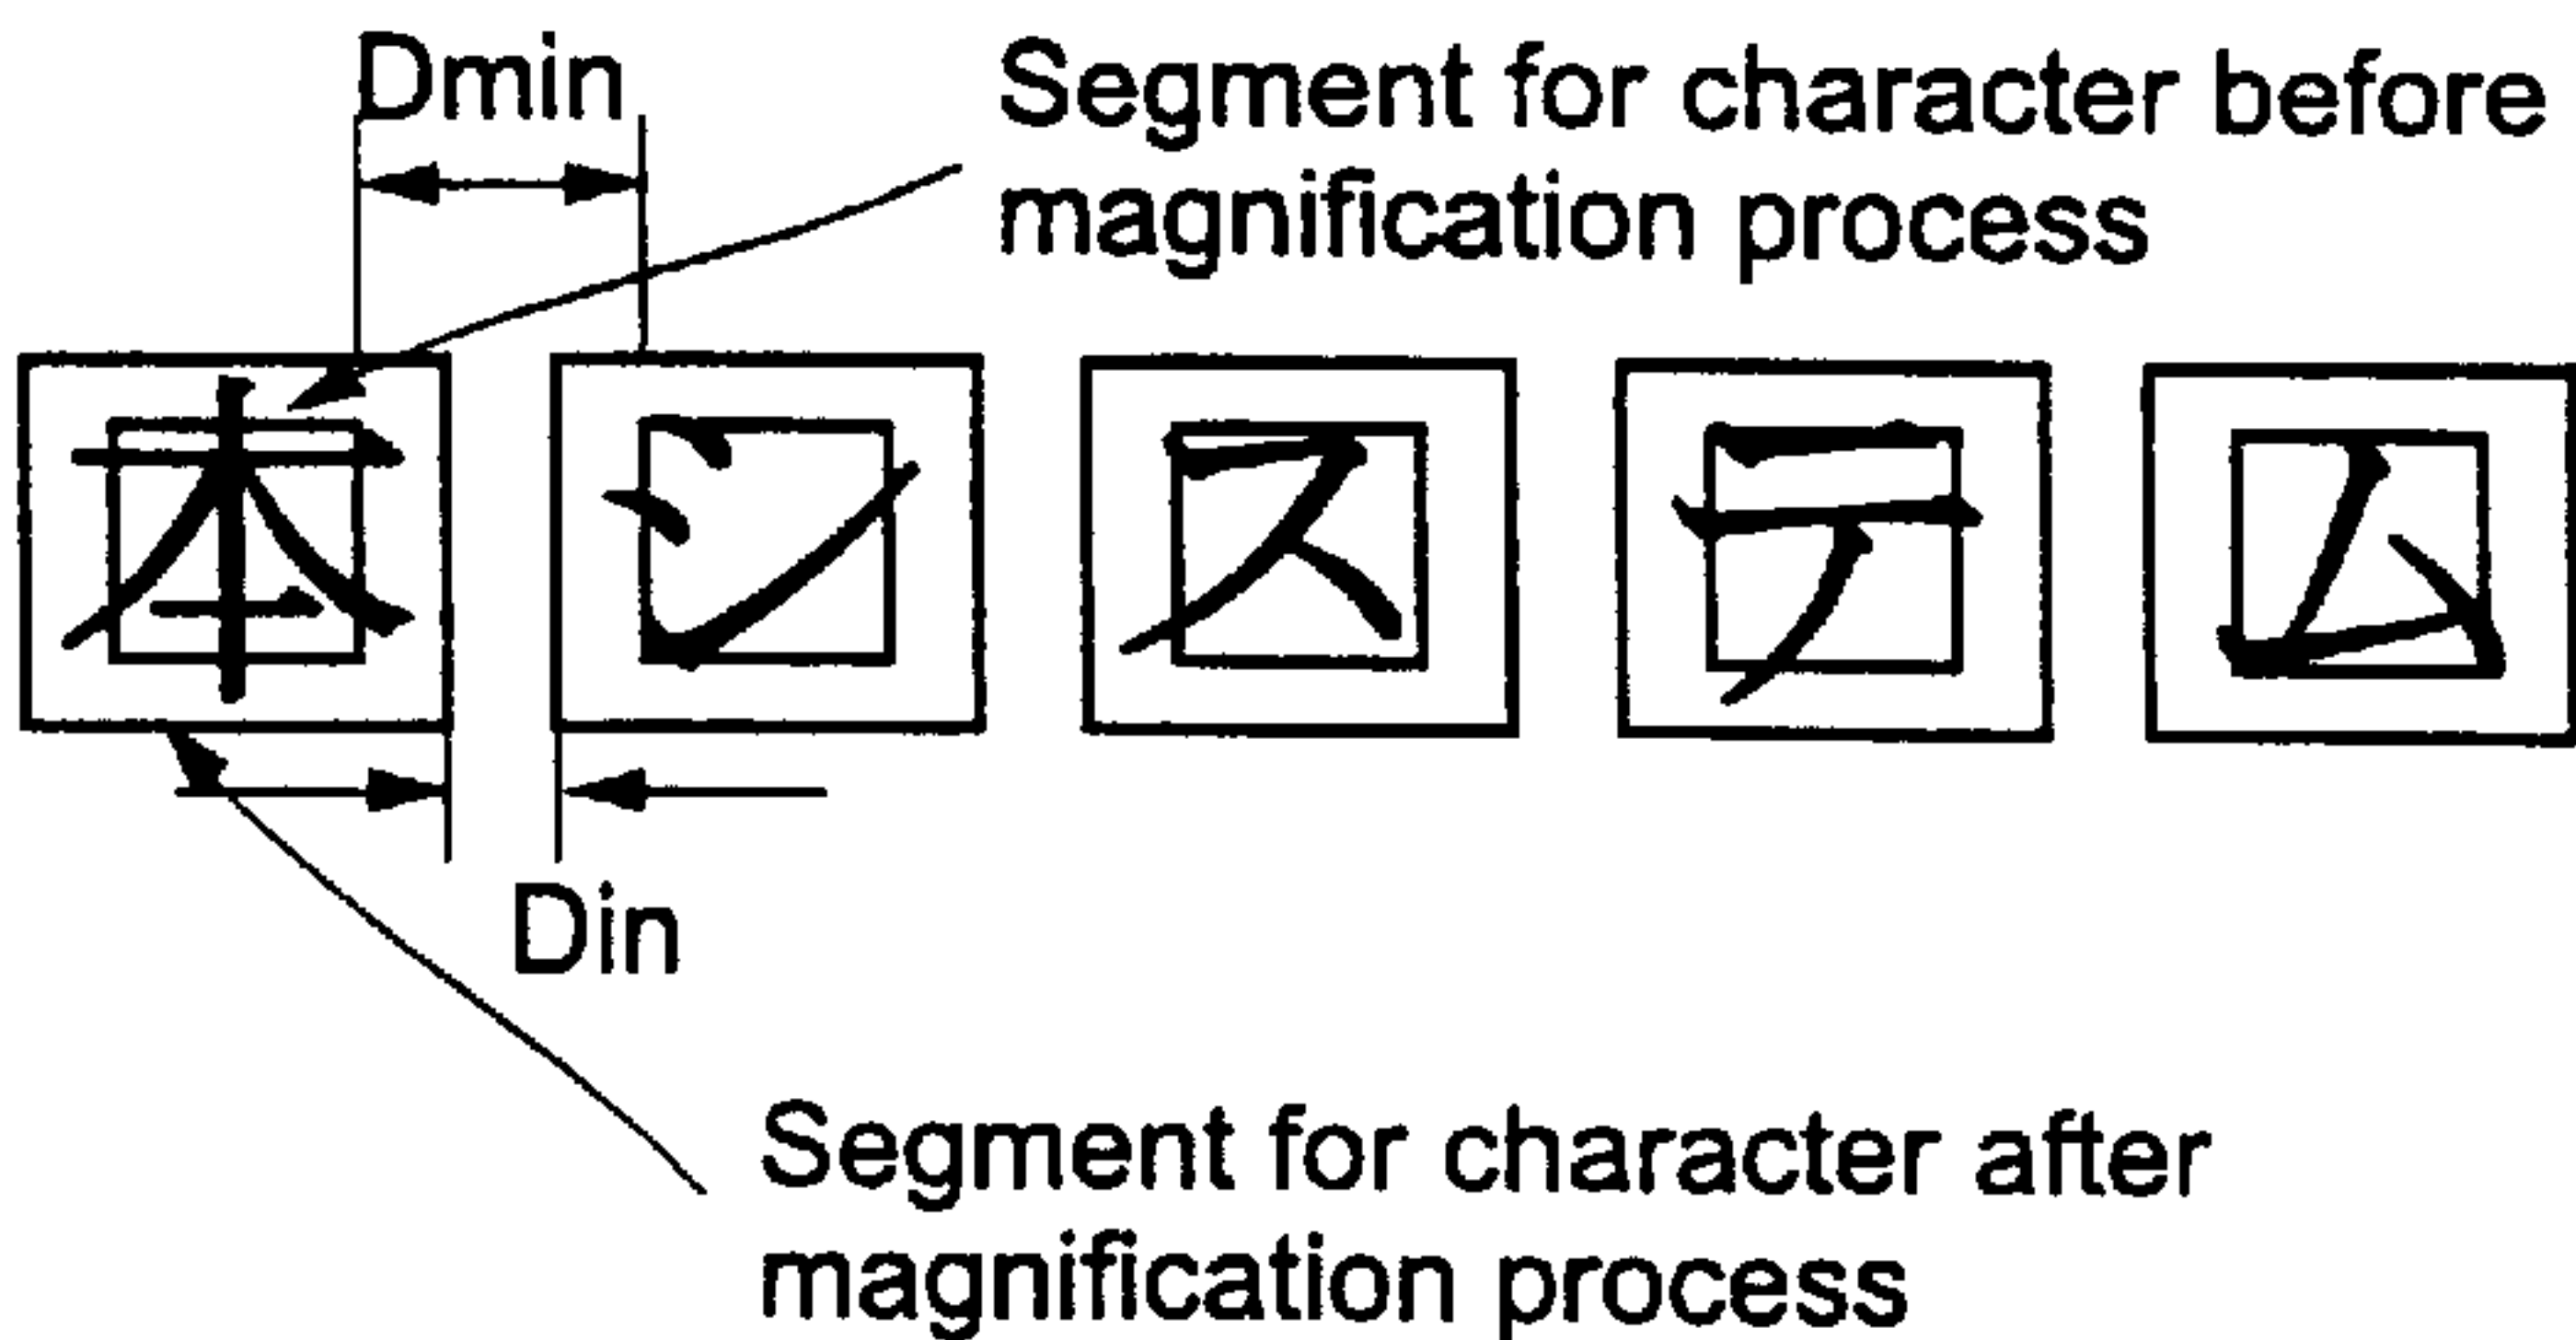 Dmin
Segment for character before
magnification process
本システム
Din
Segment for character after
magnification process